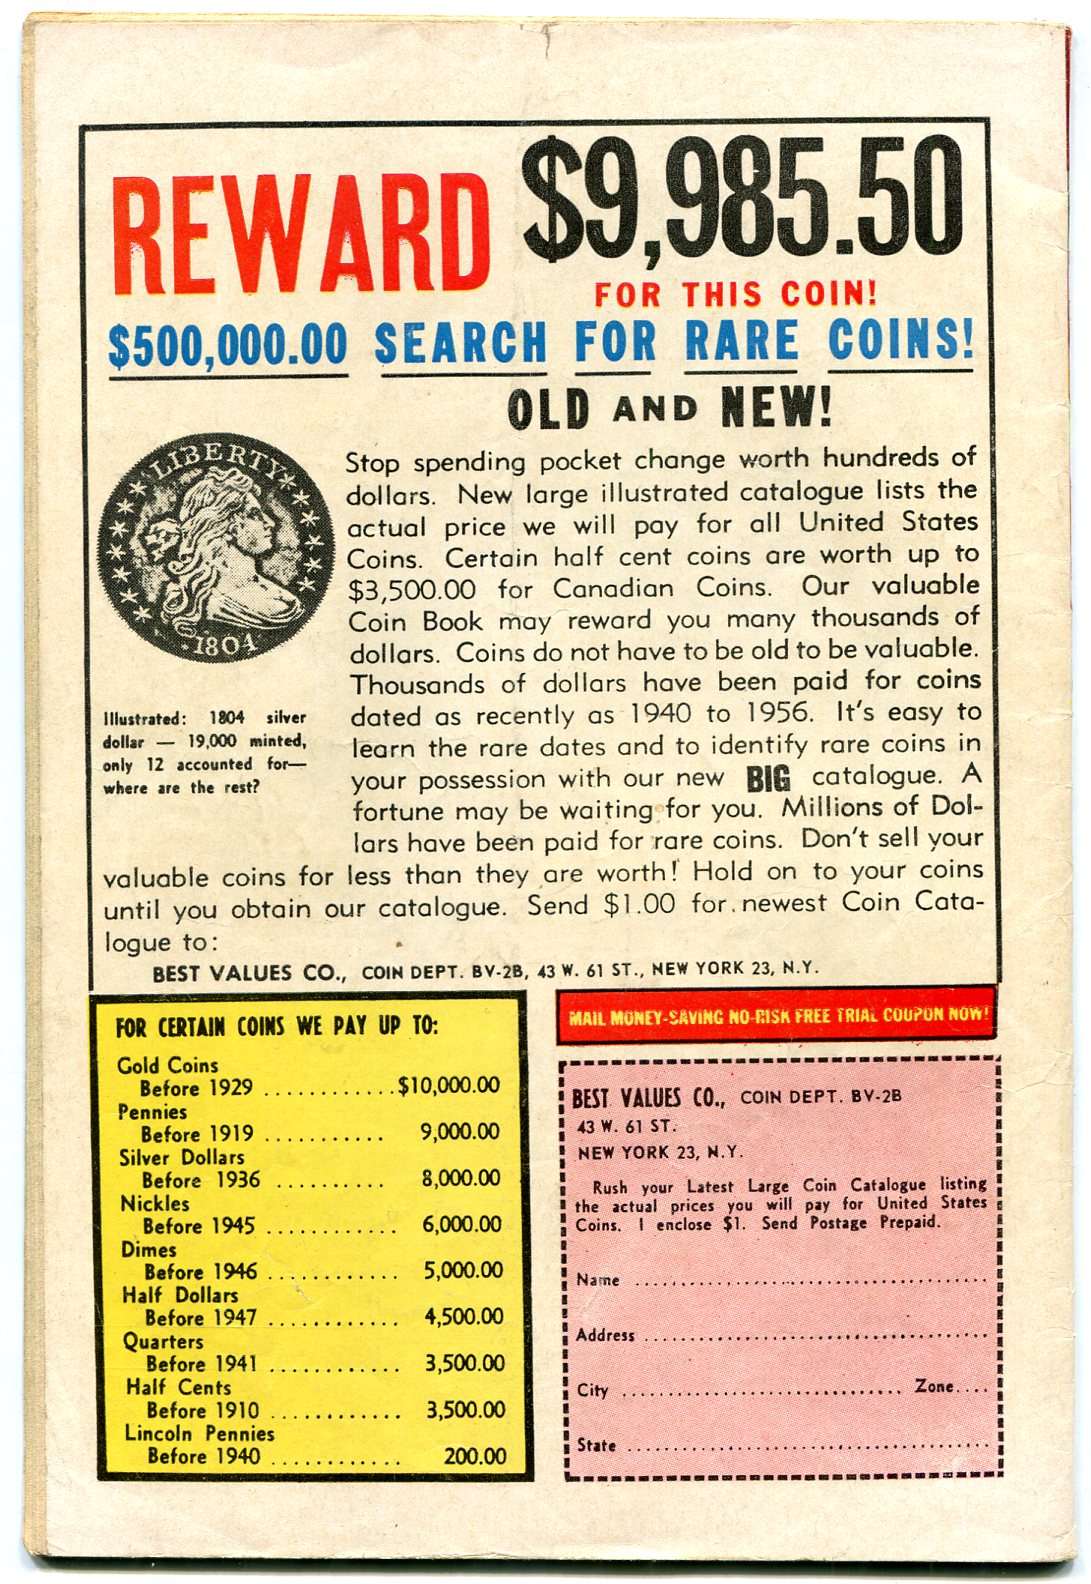 REWARD $9,985.50
FOR THIS COIN!
$500,000.00 SEARCH FOR RARE COINS!
OLD AND NEW!
LIBERTY
1804
Illustrated: 1804 silver
dollar — 19,000 minted,
only 12 accounted for—
where are the rest?
Stop spending pocket change worth hundreds of
dollars. New large illustrated catalogue lists the
actual price we will pay for all United States
Coins. Certain half cent coins are worth up to
$3,500.00 for Canadian Coins. Our valuable
Coin Book may reward you many thousands of
dollars. Coins do not have to be old to be valuable.
Thousands of dollars have been paid for coins
dated as recently as 1940 to 1956. It's easy to
learn the rare dates and to identify rare coins in
your possession with our new BIG catalogue. A
fortune may be waiting for you. Millions of Dol-
lars have been paid for rare coins. Don't sell your
valuable coins for less than they are worth! Hold on to your coins
until you obtain our catalogue. Send $1.00 for newest Coin Cata-
logue to:
BEST VALUES CO., COIN DEPT. BV-2B, 43 W. 61 ST., NEW YORK 23, N.Y.
FOR CERTAIN COINS WE PAY UP TO:
Gold Coins
Before 1929 ............$10,000.00
Pennies
Before 1919 ........... 9,000.00
Silver Dollars
Before 1936 .......... 8,000.00
Nickles
Before 1945 ............ 6,000.00
Dimes
Before 1946 ............ 5,000.00
Half Dollars
Before 1947 ............ 4,500.00
Quarters
Before 1941 ............ 3,500.00
Half Cents
Before 1910 ............ 3,500.00
Lincoln Pennies
Before 1940 ............ 200.00
MAIL MONEY-SAVING NO-RISK FREE TRIAL COUPON NOW!
BEST VALUES CO., COIN DEPT. BV-2B
43 W. 61 ST.
NEW YORK 23, N.Y.
Rush your Latest Large Coin Catalogue listing
the actual prices you will pay for United States
Coins. I enclose $1. Send Postage Prepaid.
Name ........................................
Address .......................................
City .............................. Zone....
State ........................................